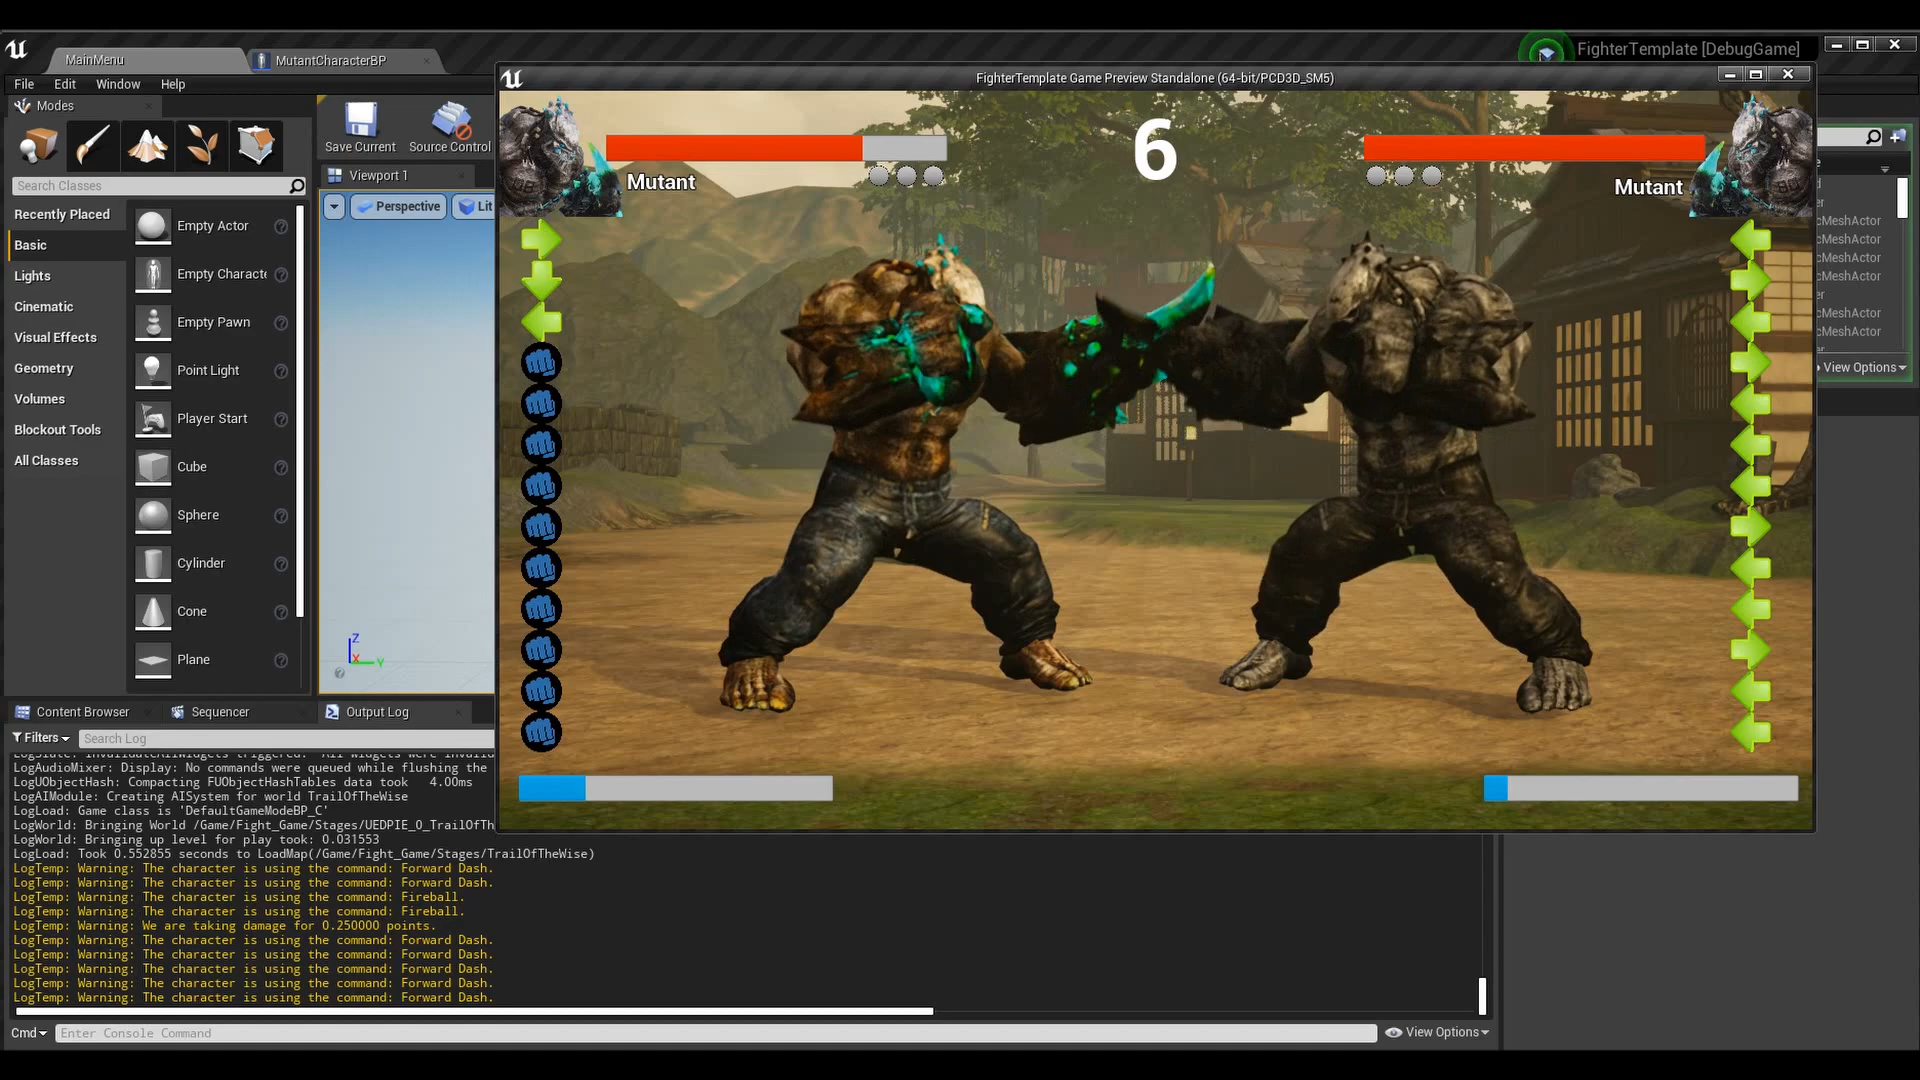 MainMenu
MutantCharacterBP
FighterTemplate [DebugGame]
File Edit Window Help
FighterTemplate Game Preview Standalone (64-bit/PCD3D_SM5)
Modes
Save Current
Source Control
Search Classes
Viewport 1
Perspective
Lit
Recently Placed
Basic
Lights
Cinematic
Visual Effects
Geometry
Volumes
Blockout Tools
All Classes
Empty Actor
Empty Characte
Empty Pawn
Point Light
Player Start
Cube
Sphere
Cylinder
Cone
Plane
Z
X
Y
6
Mutant
Mutant
cMeshActor
cMeshActor
cMeshActor
cMeshActor
er
cMeshActor
cMeshActor
View Options
Content Browser
Sequencer
Output Log
Filters
Search Log
LogAudioMixer: Display: No commands were queued while flushing the
LogUObjectHash: Compacting FUObjectHashTables data took   4.00ms
LogAIModule: Creating AISystem for world TrailOfTheWise
LogLoad: Game class is 'DefaultGameModeBP_C'
LogWorld: Bringing World /Game/Fight_Game/Stages/UEDPIE_0_TrailOfTh
LogWorld: Bringing up level for play took: 0.031553
LogLoad: Took 0.552855 seconds to LoadMap(/Game/Fight_Game/Stages/TrailOfTheWise)
LogTemp: Warning: The character is using the command: Forward Dash.
LogTemp: Warning: The character is using the command: Forward Dash.
LogTemp: Warning: The character is using the command: Fireball.
LogTemp: Warning: The character is using the command: Fireball.
LogTemp: Warning: We are taking damage for 0.250000 points.
LogTemp: Warning: The character is using the command: Forward Dash.
LogTemp: Warning: The character is using the command: Forward Dash.
LogTemp: Warning: The character is using the command: Forward Dash.
LogTemp: Warning: The character is using the command: Forward Dash.
LogTemp: Warning: The character is using the command: Forward Dash.
Cmd
Enter Console Command
View Options